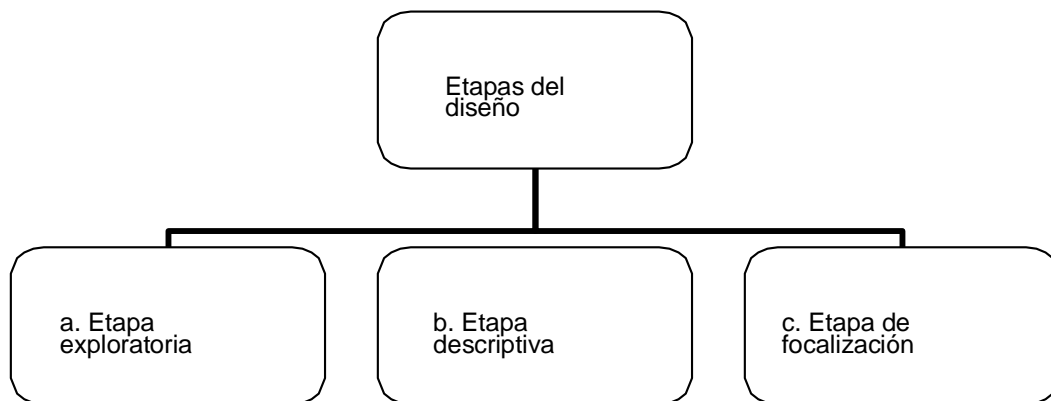 Etapas del
diseño
a. Etapa
exploratoria
b. Etapa
descriptiva
c. Etapa de
focalización